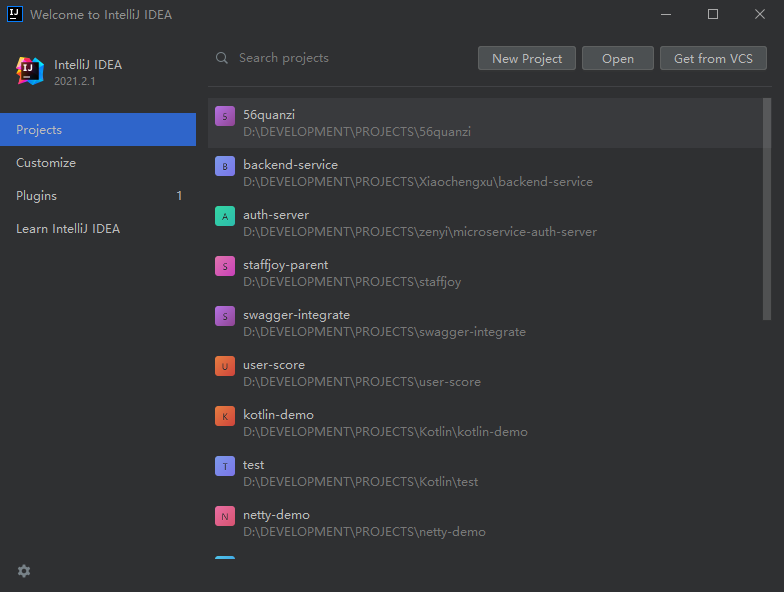 Welcome to IntelliJ IDEA
IntelliJ IDEA
2021.2.1
Projects
Customize
Plugins 1
Learn IntelliJ IDEA
Search projects
New Project
Open
Get from VCS
S
56quanzi
D:\DEVELOPMENT\PROJECTS\56quanzi
B
backend-service
D:\DEVELOPMENT\PROJECTS\Xiaochengxu\backend-service
A
auth-server
D:\DEVELOPMENT\PROJECTS\zenyi\microservice-auth-server
S
staffjoy-parent
D:\DEVELOPMENT\PROJECTS\staffjoy
S
swagger-integrate
D:\DEVELOPMENT\PROJECTS\swagger-integrate
U
user-score
D:\DEVELOPMENT\PROJECTS\user-score
K
kotlin-demo
D:\DEVELOPMENT\PROJECTS\Kotlin\kotlin-demo
T
test
D:\DEVELOPMENT\PROJECTS\Kotlin\test
N
netty-demo
D:\DEVELOPMENT\PROJECTS\netty-demo